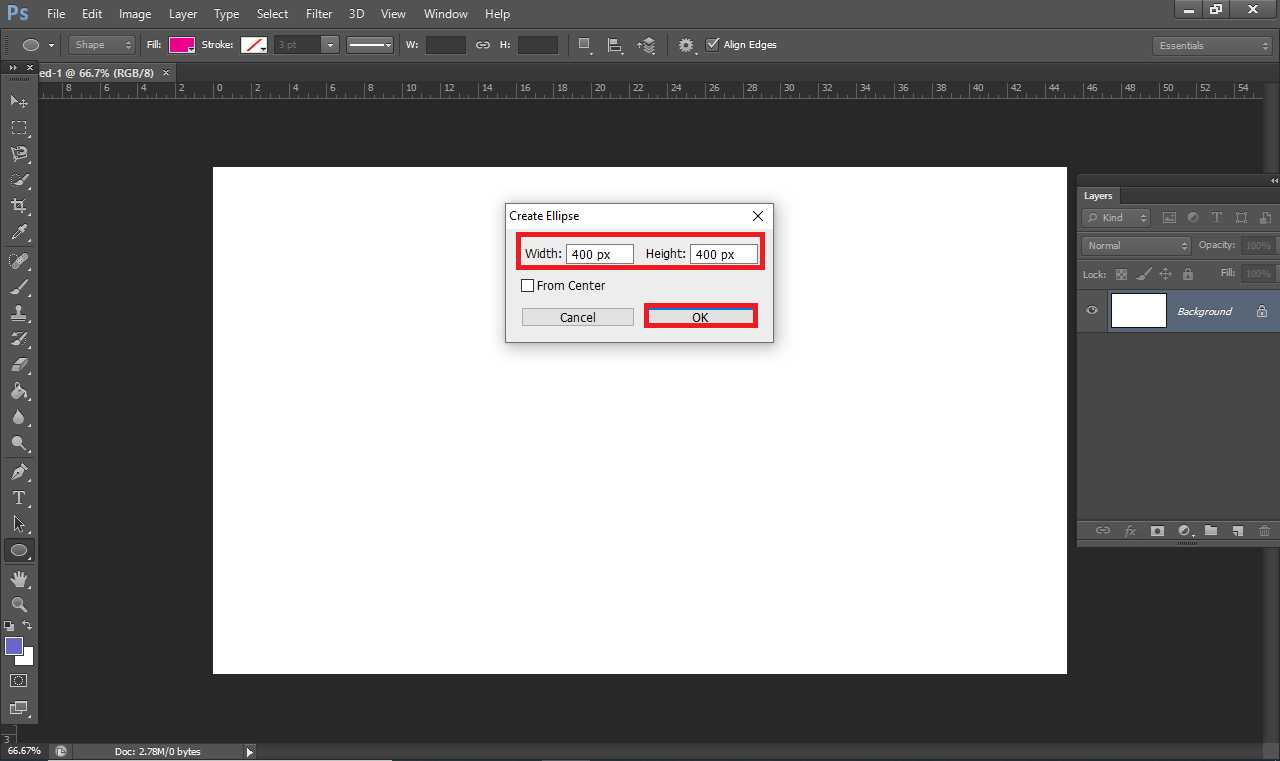 Ps File Edit Image Layer Type Select Filter 3D View Window Help
Shape Fill: Stroke: 3 pt W: H: Align Edges Essentials
ed-1 @ 66.7% (RGB/8) ×
8 6 4 2 0 2 4 6 8 10 12 14 16 18 20 22 24 26 28 30 32 34 36 38 40 42 44 46 48 50 52 54
Create Ellipse
Width: 400 px Height: 400 px
From Center
Cancel OK
Layers
Kind
Normal Opacity: 100%
Lock: Fill: 100%
Background
fx
T
3
66.67% Doc: 2.78M/0 bytes